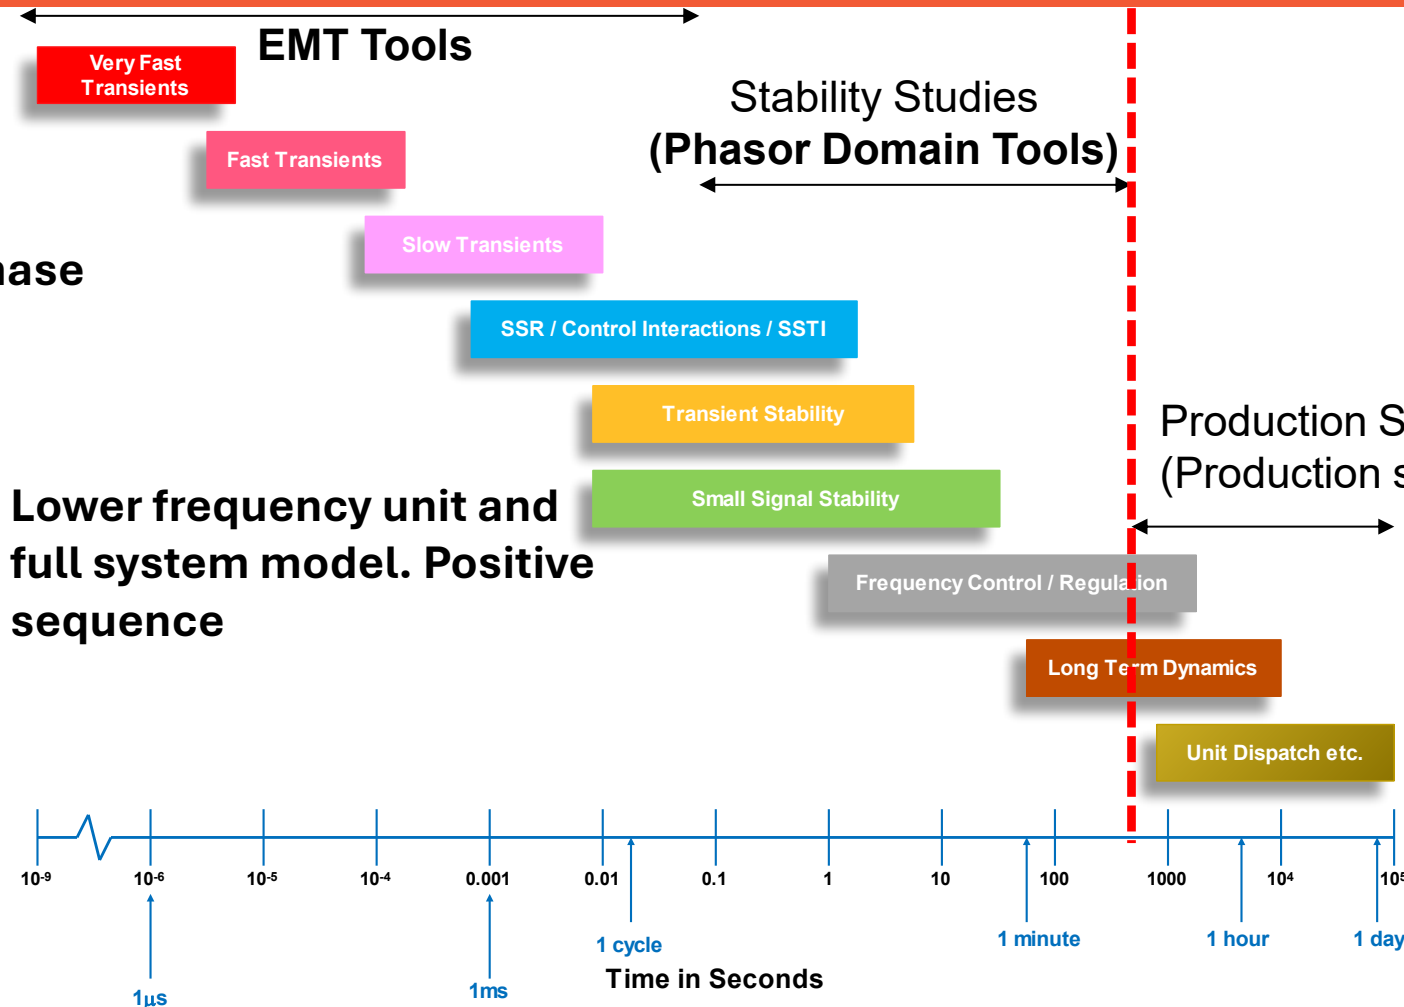 EMT Tools
Very Fast
Transients
Stability Studies
(Phasor Domain Tools)
Fast Transients
Slow Transients
hase
SSR / Control Interactions / SSTI
Transient Stability
Production S
(Production s
Small Signal Stability
Lower frequency unit and
full system model. Positive
sequence
Frequency Control / Regulation
Long Term Dynamics
Unit Dispatch etc.
10⁻⁹ 10⁻⁶ 10⁻⁵ 10⁻⁴ 0.001 0.01 0.1 1 10 100 1000 10⁴ 10⁵
1 cycle 1 minute 1 hour 1 day
Time in Seconds
1μs 1ms